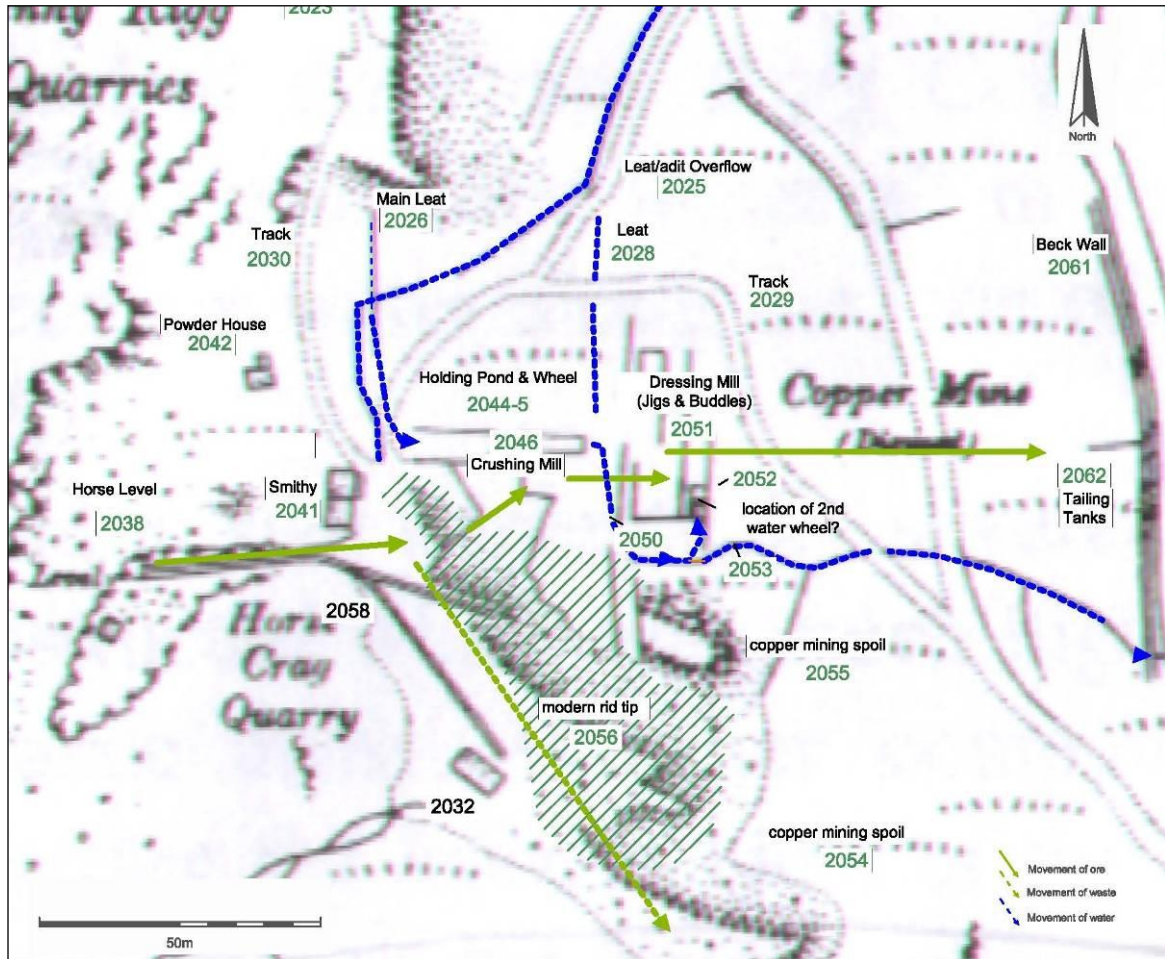 2023
Rigg
Quarries
Leat/adit Overflow
2025
North
Main Leat
2026
Track
2030
Leat
2028
Beck Wall
2061
Track
2029
Powder House
2042
Holding Pond & Wheel
2044-5
Dressing Mill
(Jigs & Buddles)
2051
Copper Mine
(Disused)
2046
Crushing Mill
2052
2062
Tailing
Tanks
Horse Level
2038
Smithy
2041
location of 2nd
water wheel?
2050
2053
Level
2058
Horse
Crag
Quarry
copper mining spoil
2055
modern rid tip
2056
2032
copper mining spoil
2054
Movement of ore
Movement of waste
Movement of water
50m